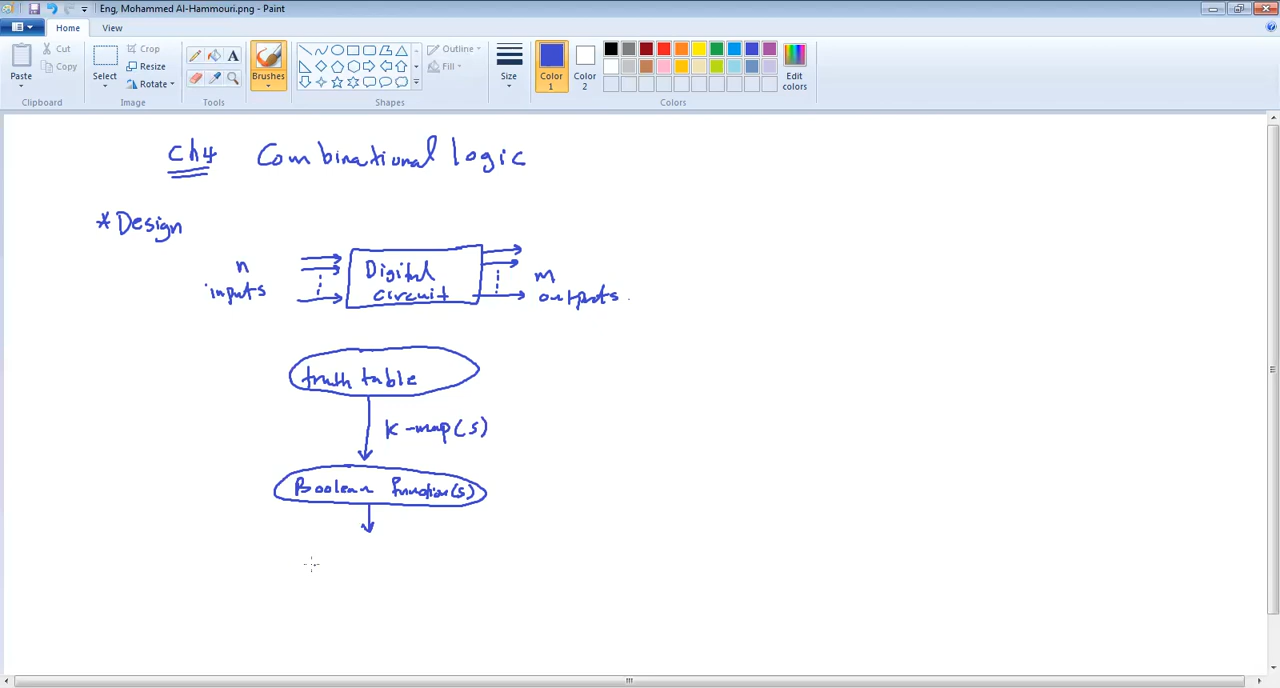 Eng, Mohammed Al-Hammouri.png - Paint
Home View
Paste Cut Copy Clipboard
Select Crop Resize Rotate Image
A Tools
Brushes
Shapes Outline Fill
Size
Color 1 Color 2 Edit colors Colors
Ch4 Combinational logic
*Design
n inputs
Digital circuit
m outputs
truth table
K-map(s)
Boolean function(s)